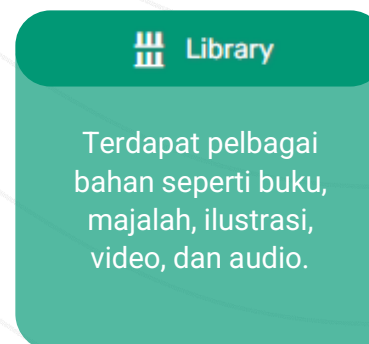 Library
Terdapat pelbagai
bahan seperti buku,
majalah, ilustrasi,
video, dan audio.